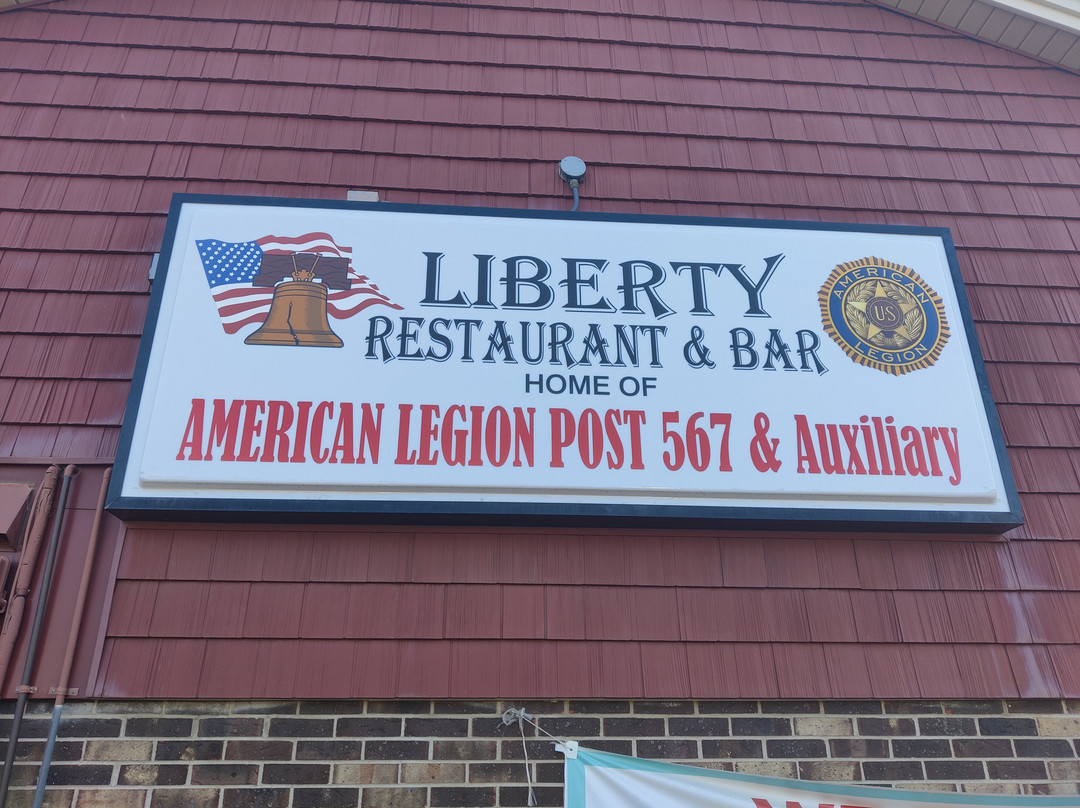 LIBERTY
RESTAURANT & BAR
HOME OF
AMERICAN LEGION POST 567 & Auxiliary
AMERICAN
US
LEGION